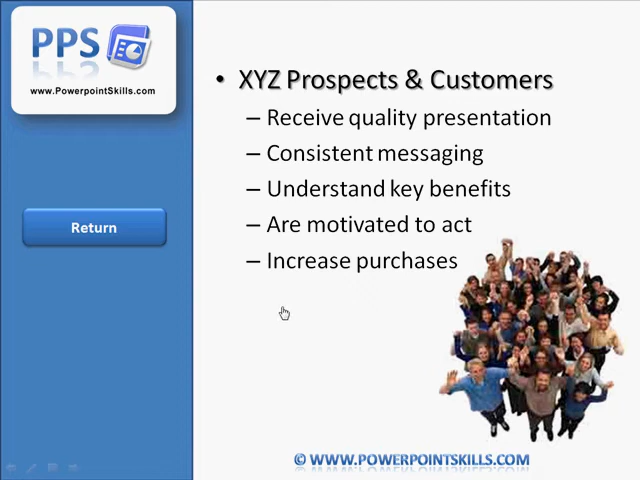 PPS
www.PowerpointSkills.com
Return
• XYZ Prospects & Customers
– Receive quality presentation
– Consistent messaging
– Understand key benefits
– Are motivated to act
– Increase purchases
© WWW.POWERPOINTSKILLS.COM